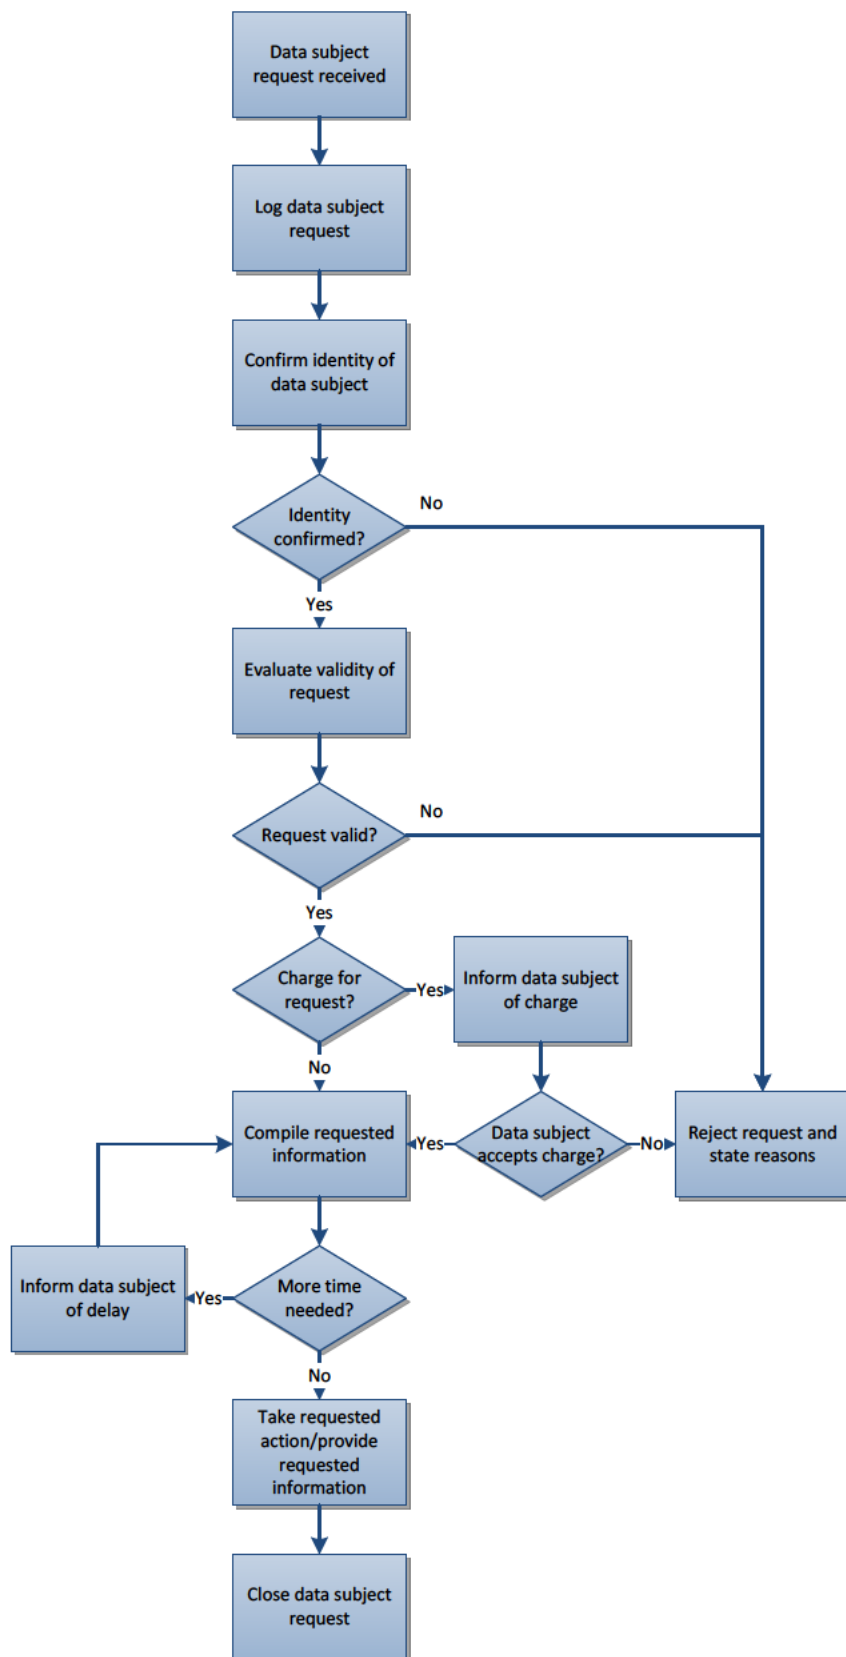 Data subject
request received
Log data subject
request
Confirm identity of
data subject
Identity
confirmed?
No
Yes
Evaluate validity of
request
Request valid?
No
Yes
Charge for
request?
Yes
Inform data subject
of charge
No
Compile requested
information
Yes
Data subject
accepts charge?
No
Reject request and
state reasons
Inform data subject
of delay
Yes
More time
needed?
No
Take requested
action/provide
requested
information
Close data subject
request